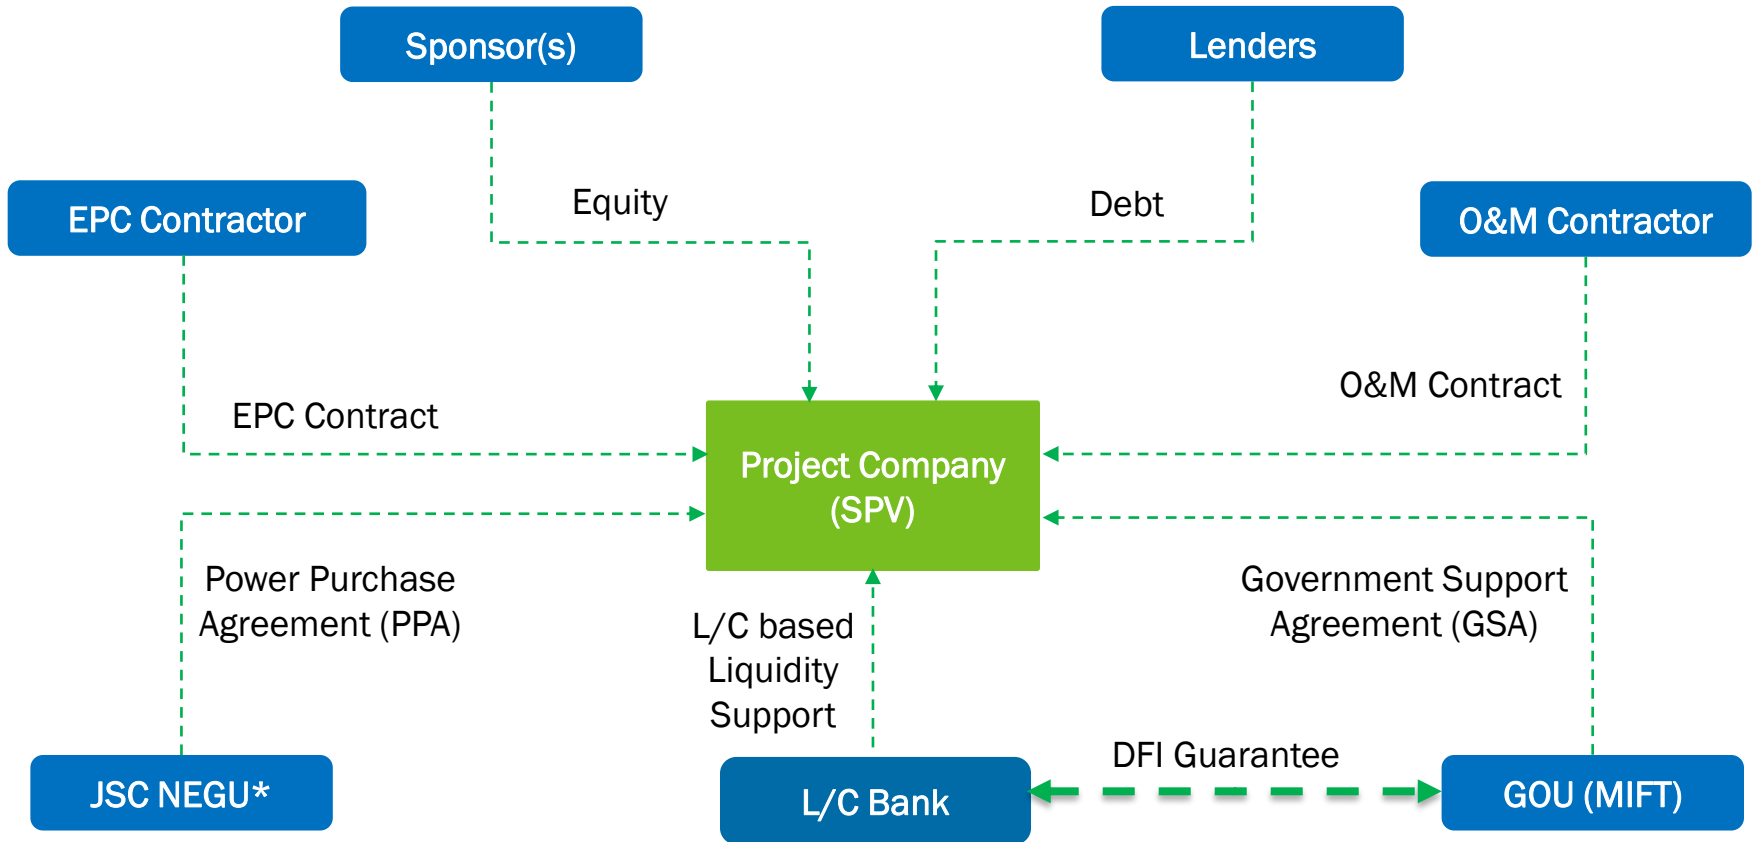 Sponsor(s)
Lenders
EPC Contractor
Equity
Debt
O&M Contractor
EPC Contract
O&M Contract
Project Company
(SPV)
Power Purchase
Agreement (PPA)
L/C based
Liquidity
Support
Government Support
Agreement (GSA)
DFI Guarantee
JSC NEGU*
L/C Bank
GOU (MIFT)